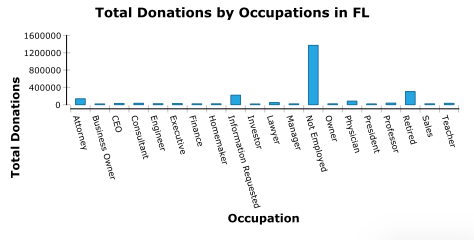 Total Donations by Occupations in FL
Total Donations
1600000
1200000
800000
400000
0
Attorney
Business Owner
CEO
Consultant
Engineer
Executive
Finance
Homemaker
Information Requested
Investor
Lawyer
Manager
Not Employed
Owner
Physician
President
Professor
Retired
Sales
Teacher
Occupation